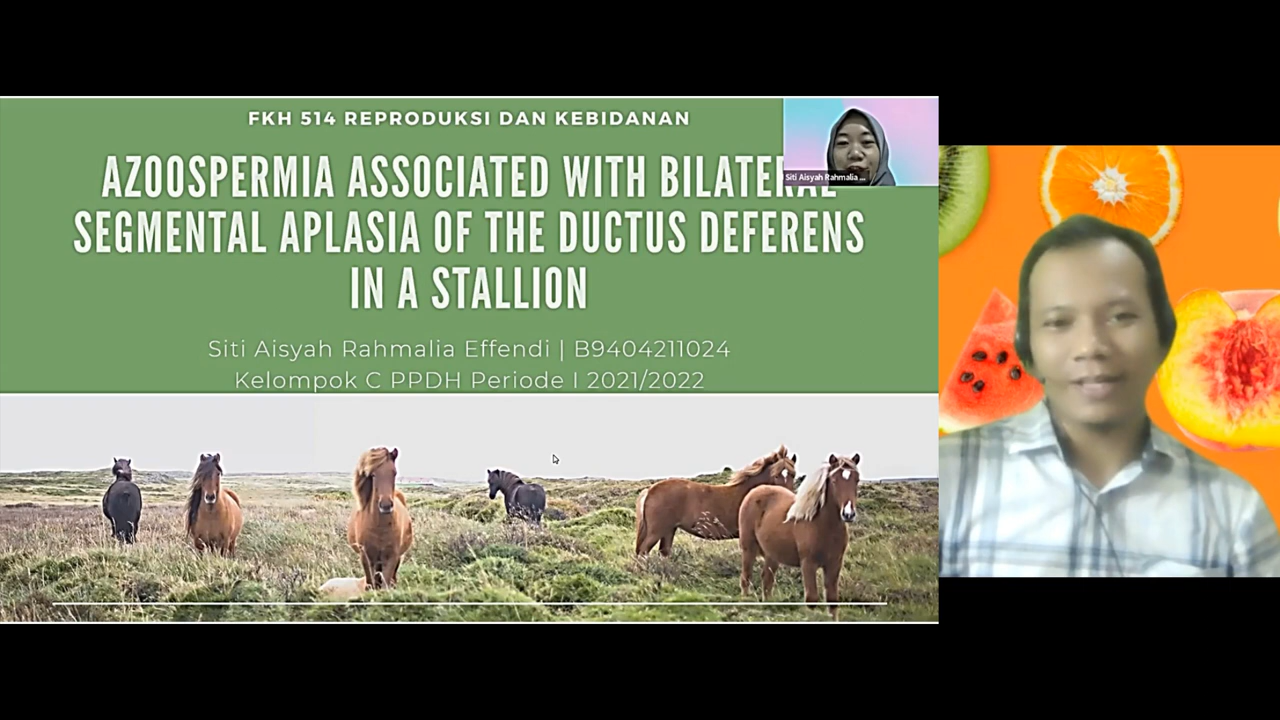 FKH 514 REPRODUKSI DAN KEBIDANAN
AZOOSPERMIA ASSOCIATED WITH BILATERAL
SEGMENTAL APLASIA OF THE DUCTUS DEFERENS
IN A STALLION
Siti Aisyah Rahmalia ...
Siti Aisyah Rahmalia Effendi | B9404211024
Kelompok C PPDH Periode I 2021/2022